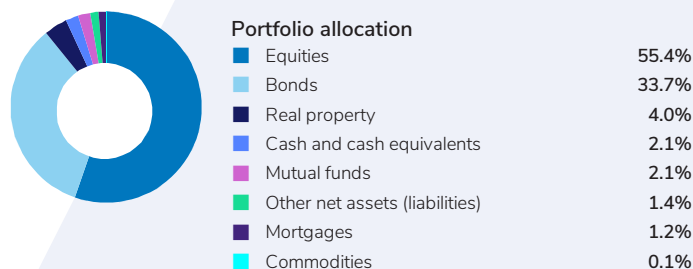 Portfolio allocation
Equities 55.4%
Bonds 33.7%
Real property 4.0%
Cash and cash equivalents 2.1%
Mutual funds 2.1%
Other net assets (liabilities) 1.4%
Mortgages 1.2%
Commodities 0.1%